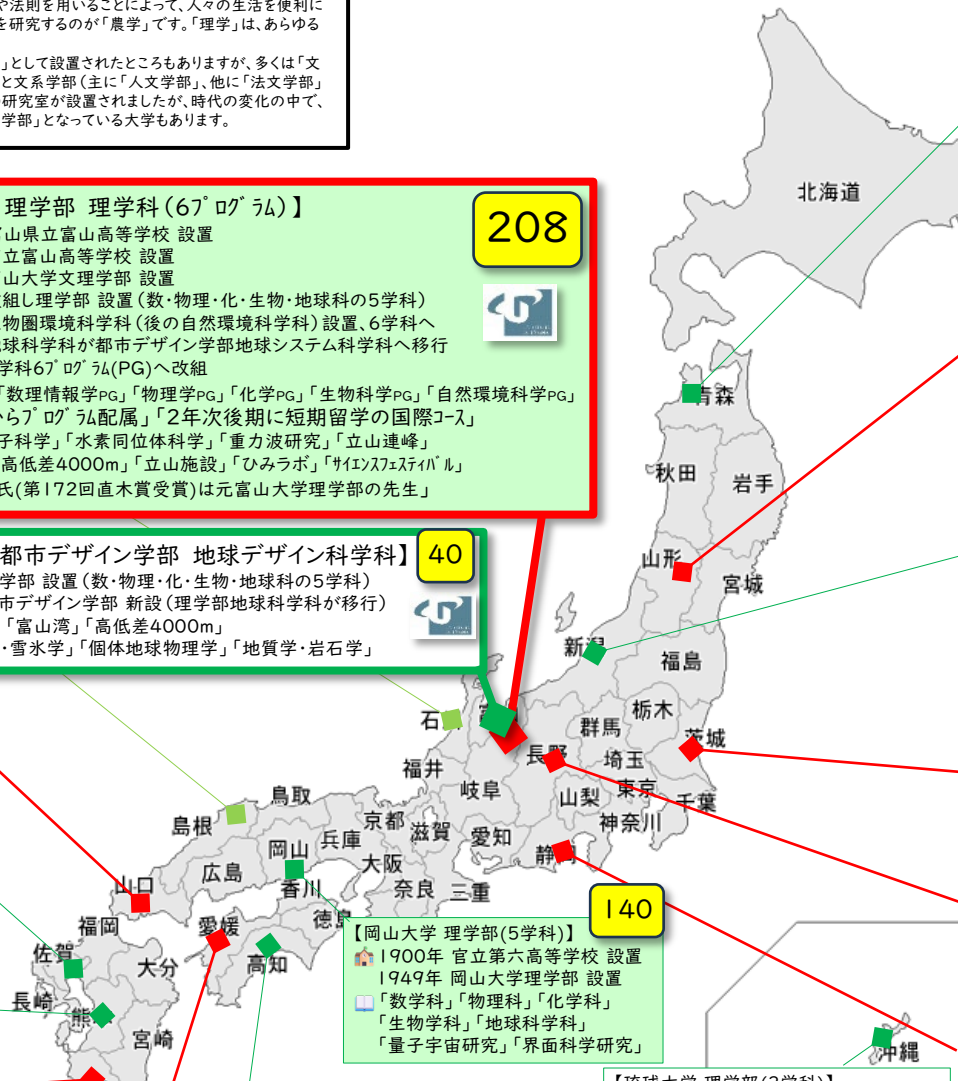 や法則を用いることによって、人々の生活を便利に
を研究するのが「農学」です。「理学」は、あらゆる
」として設置されたところもありますが、多くは「文
と文系学部(主に「人文学部」、他に「法文学部」
研究室が設置されましたが、時代の変化の中で、
学部」となっている大学もあります。
理学部 理学科(6プログラム)】
208
富山県立富山高等学校 設置
立富山高等学校 設置
富山大学文理学部 設置
改組し理学部 設置(数・物理・化・生物・地球科の5学科)
生物圏環境科学科(後の自然環境科学科)設置、6学科へ
地球科学科が都市デザイン学部地球システム科学科へ移行
学科6プログラム(PG)へ改組
「数理情報学PG」「物理学PG」「化学PG」「生物科学PG」「自然環境科学PG」
からプログラム配属」「2年次後期に短期留学の国際コース」
子科学」「水素同位体科学」「重力波研究」「立山連峰」
高低差4000m」「立山施設」「ひみラボ」「サイエンスフェスティバル」
氏(第172回直木賞受賞)は元富山大学理学部の先生」
都市デザイン学部 地球デザイン科学科】
40
学部 設置(数・物理・化・生物・地球科の5学科)
市デザイン学部 新設(理学部地球科学科が移行)
「富山湾」「高低差4000m」
・雪氷学」「個体地球物理学」「地質学・岩石学」
北海道
青森
秋田
岩手
山形
宮城
新潟
福島
石
富
群馬
栃木
茨城
長野
埼玉
福井
岐阜
山梨
東京
千葉
神奈川
鳥取
島根
京都
滋賀
愛知
静岡
岡山
兵庫
大阪
広島
香川
奈良
三重
山口
徳島
福岡
愛媛
高知
佐賀
大分
長崎
熊本
宮崎
沖縄
140
【岡山大学 理学部(5学科)】
1900年 官立第六高等学校 設置
1949年 岡山大学理学部 設置
「数学科」「物理科」「化学科」
「生物学科」「地球科学科」
「量子宇宙研究」「界面科学研究」
【琉球大学 理学部(3学科)】